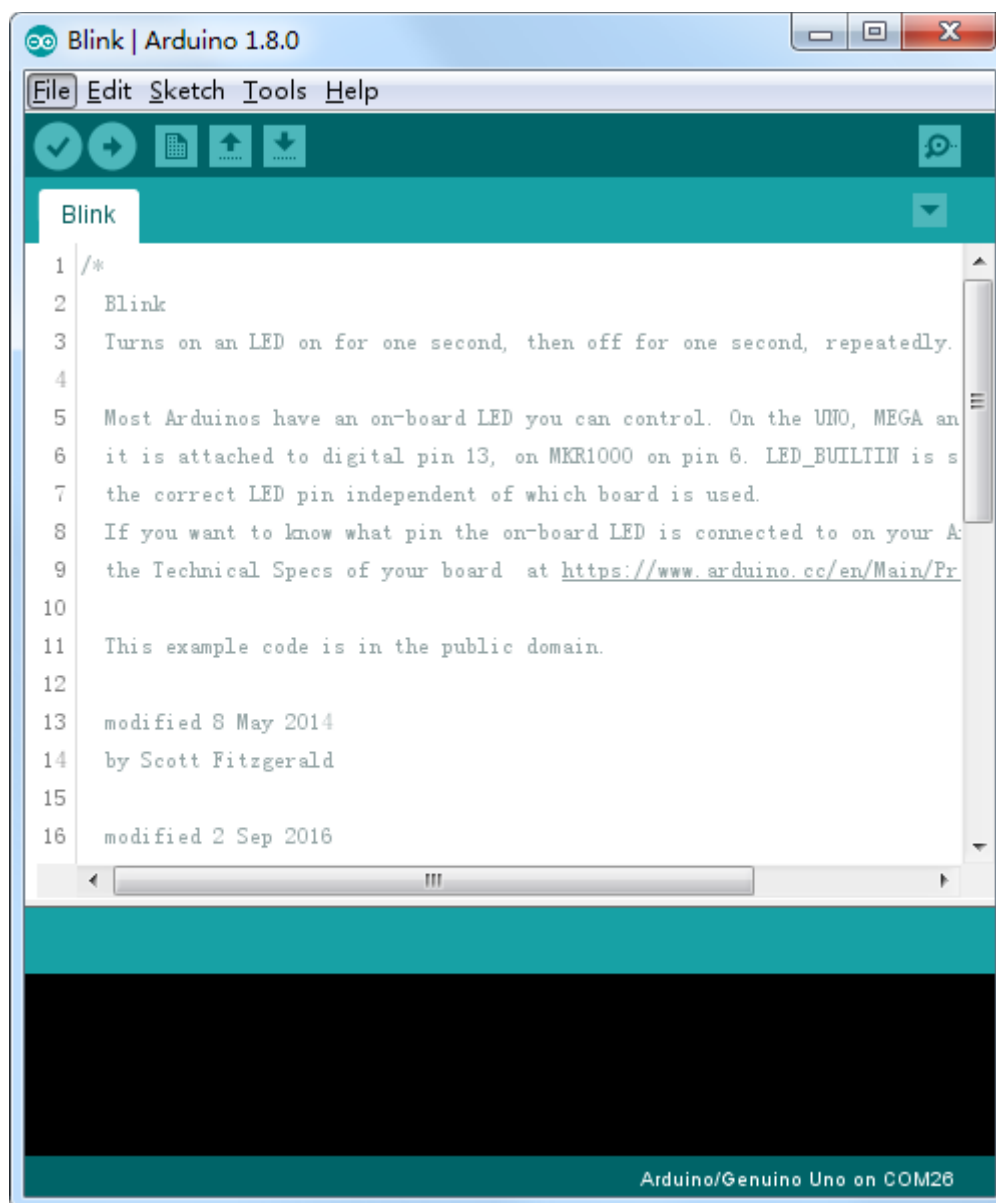 Blink | Arduino 1.8.0
File Edit Sketch Tools Help
Blink
1 /*
2 Blink
3 Turns on an LED on for one second, then off for one second, repeatedly.
4
5 Most Arduinos have an on-board LED you can control. On the UNO, MEGA an
6 it is attached to digital pin 13, on MKR1000 on pin 6. LED_BUILTIN is s
7 the correct LED pin independent of which board is used.
8 If you want to know what pin the on-board LED is connected to on your A
9 the Technical Specs of your board at https://www.arduino.cc/en/Main/Pr
10
11 This example code is in the public domain.
12
13 modified 8 May 2014
14 by Scott Fitzgerald
15
16 modified 2 Sep 2016
Arduino/Genuino Uno on COM26